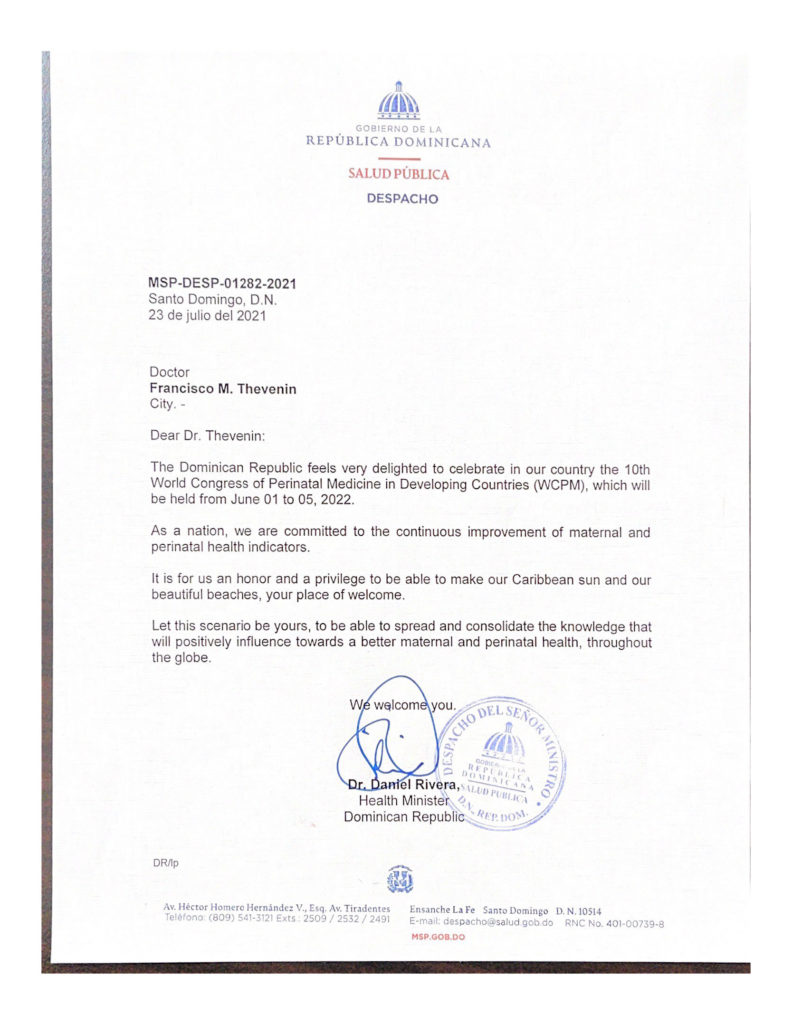 GOBIERNO DE LA
REPÚBLICA DOMINICANA
SALUD PÚBLICA
DESPACHO
MSP-DESP-01282-2021
Santo Domingo, D.N.
23 de julio del 2021
Doctor
Francisco M. Thevenin
City. -
Dear Dr. Thevenin:
The Dominican Republic feels very delighted to celebrate in our country the 10th
World Congress of Perinatal Medicine in Developing Countries (WCPM), which will
be held from June 01 to 05, 2022.
As a nation, we are committed to the continuous improvement of maternal and
perinatal health indicators.
It is for us an honor and a privilege to be able to make our Caribbean sun and our
beautiful beaches, your place of welcome.
Let this scenario be yours, to be able to spread and consolidate the knowledge that
will positively influence towards a better maternal and perinatal health, throughout
the globe.
We welcome you.
Dr. Daniel Rivera,
Health Minister
Dominican Republic
DESPACHO DEL SEÑOR MINISTRO
GOBIERNO DE LA
REPÚBLICA
DOMINICANA
SALUD PÚBLICA
D.N., REP. DOM.
DR/lp
Av. Héctor Homero Hernández V., Esq. Av. Tiradentes Ensanche La Fe Santo Domingo D. N. 10514
Teléfono: (809) 541-3121 Exts : 2509 / 2532 / 2491 E-mail: despacho@salud.gob.do RNC No. 401-00739-8
MSP.GOB.DO